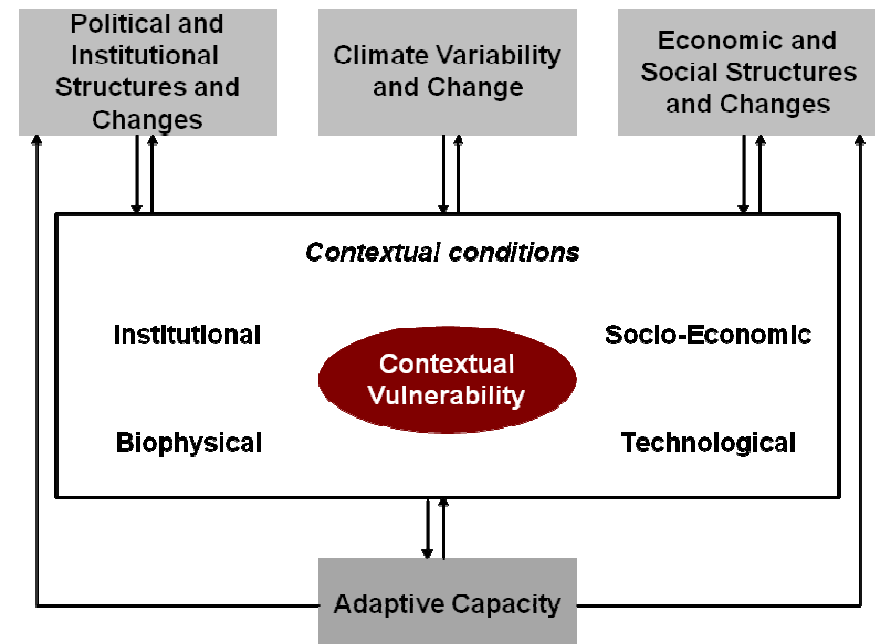 Political and
Institutional
Structures and
Changes
Climate Variability
and Change
Economic and
Social Structures
and Changes
Contextual conditions
Institutional
Socio-Economic
Contextual
Vulnerability
Biophysical
Technological
Adaptive Capacity